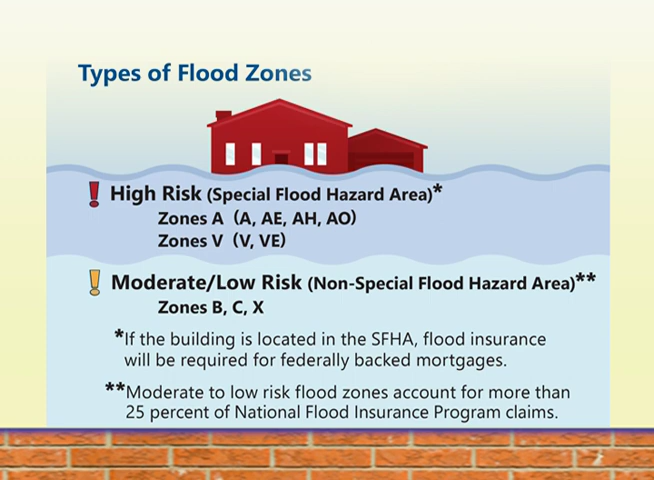 Types of Flood Zones
High Risk (Special Flood Hazard Area)*
Zones A (A, AE, AH, AO)
Zones V (V, VE)
Moderate/Low Risk (Non-Special Flood Hazard Area)**
Zones B, C, X
*If the building is located in the SFHA, flood insurance
will be required for federally backed mortgages.
**Moderate to low risk flood zones account for more than
25 percent of National Flood Insurance Program claims.